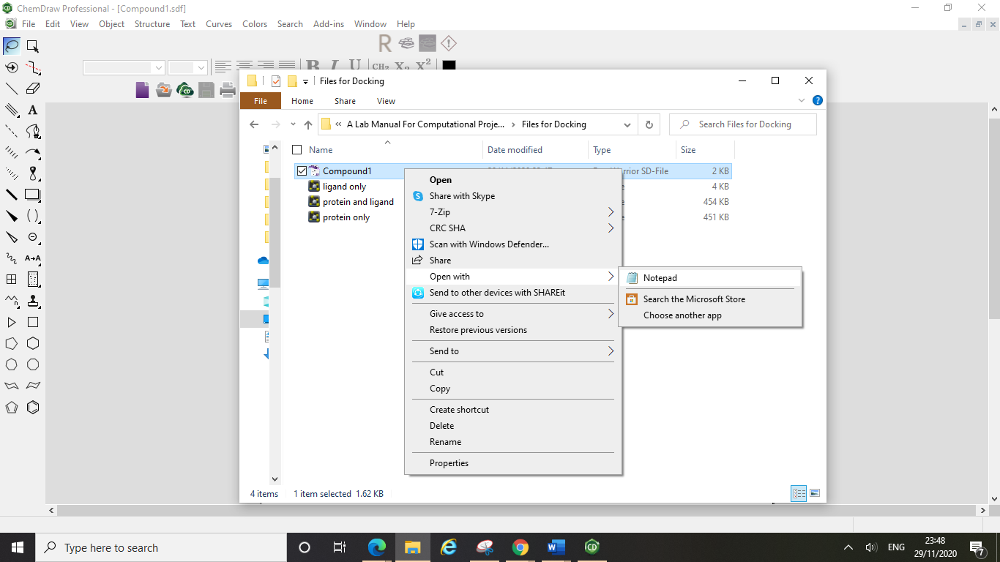 ChemDraw Professional - [Compound1.sdf]
File Edit View Object Structure Text Curves Colors Search Add-ins Window Help
R
B I U CH₂ X₂ X²
A
A→A
Files for Docking
File Home Share View
« A Lab Manual For Computational Proje... › Files for Docking
Search Files for Docking
Name Date modified Type Size
Compound1 SD-File 2 KB
ligand only 4 KB
protein and ligand 454 KB
protein only 451 KB
Open
Share with Skype
7-Zip
CRC SHA
Scan with Windows Defender...
Share
Open with
Send to other devices with SHAREit
Give access to
Restore previous versions
Send to
Cut
Copy
Create shortcut
Delete
Rename
Properties
Notepad
Search the Microsoft Store
Choose another app
4 items 1 item selected 1.62 KB
Type here to search
ENG
23:48
29/11/2020
7